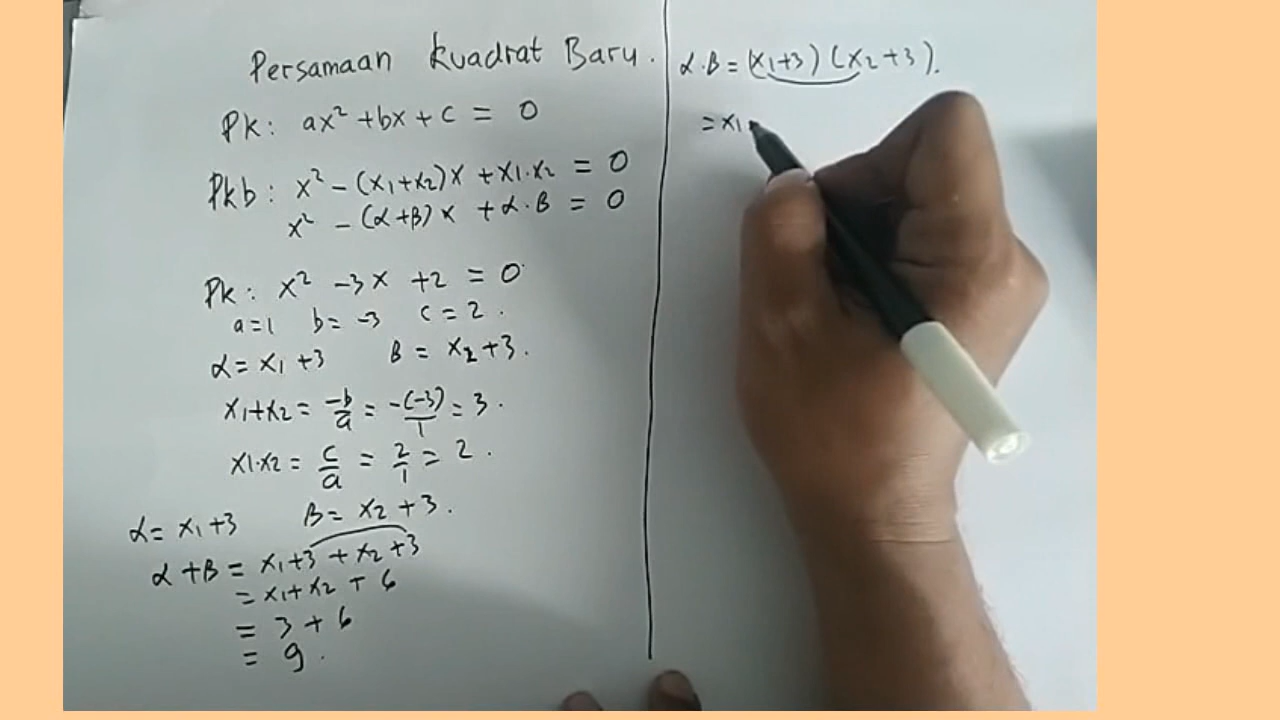 Persamaan Kuadrat Baru.
Pk: ax² + bx + c = 0
Pkb: x² - (x₁+x₂)x + x₁·x₂ = 0
x² - (α+β)x + α·β = 0
Pk: x² - 3x + 2 = 0
a=1 b=-3 c=2.
α = x₁+3 β = x₂+3.
x₁+x₂ = -b/a = -(-3)/1 = 3.
x₁·x₂ = c/a = 2/1 = 2.
α = x₁+3 β = x₂+3.
α+β = x₁+3 + x₂+3
= x₁+x₂ + 6
= 3 + 6
= 9.
α·β = (x₁+3)(x₂+3).
= x₁